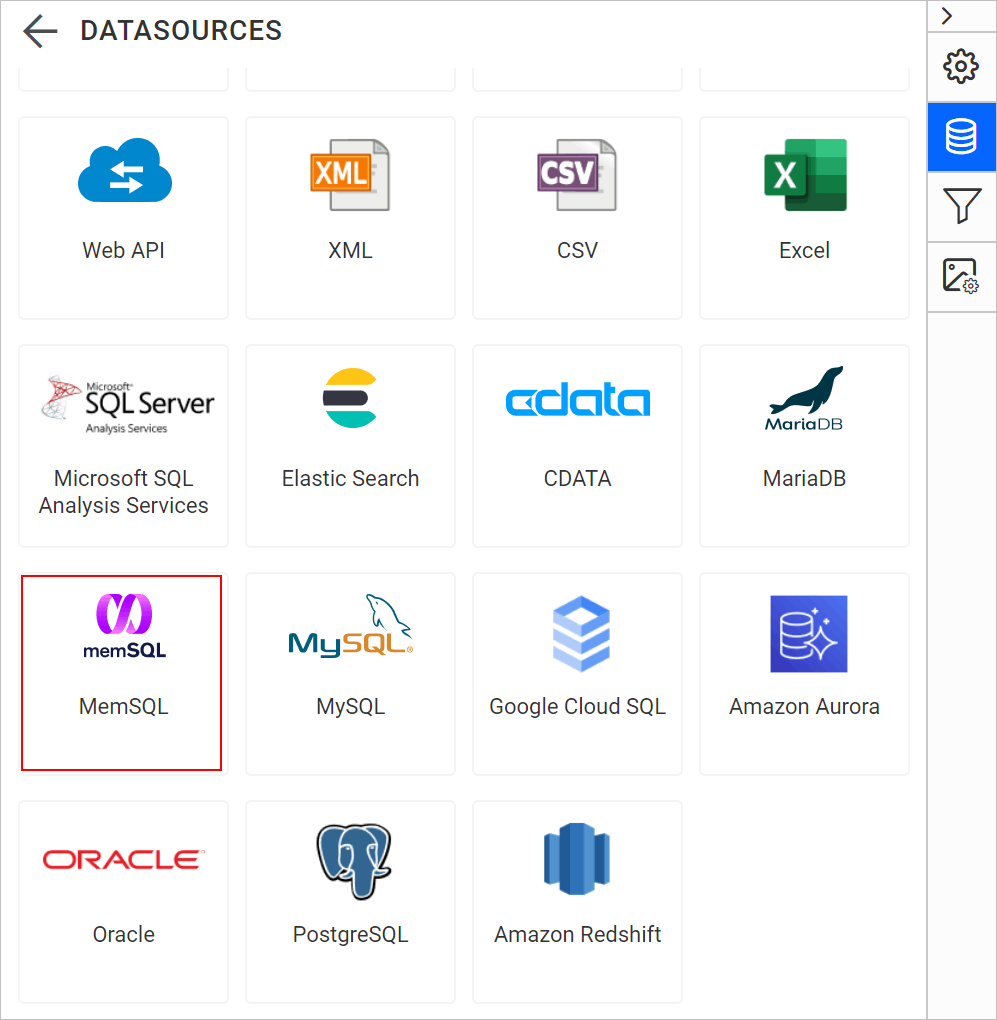 DATASOURCES
Web API
XML
XML
CSV
CSV
X
Excel
Microsoft
SQL Server
Analysis Services
Microsoft SQL
Analysis Services
Elastic Search
cdata
CDATA
MariaDB
MariaDB
memSQL
MemSQL
MySQL®
MySQL
Google Cloud SQL
Amazon Aurora
ORACLE
Oracle
PostgreSQL
Amazon Redshift